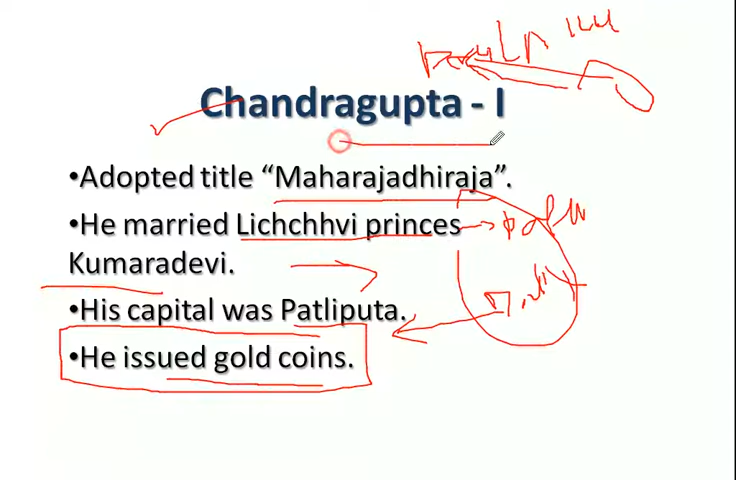 Chandragupta - I
•Adopted title “Maharajadhiraja”.
•He married Lichchhvi princes
Kumaradevi.
•His capital was Patliputa.
•He issued gold coins.